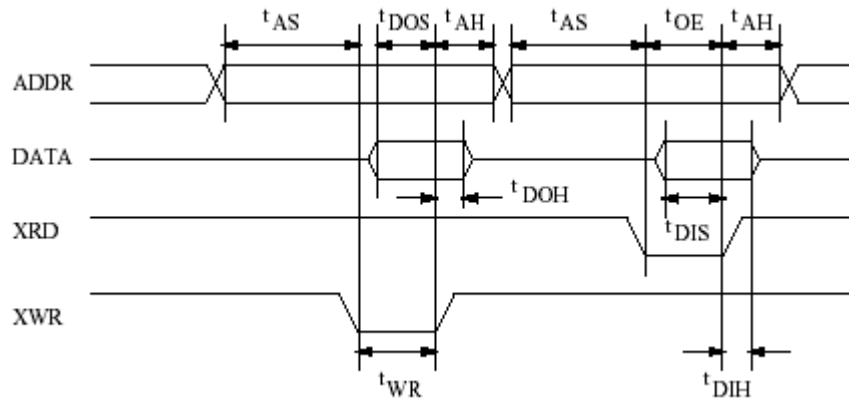 tAS tDOS tAH tAS tOE tAH
ADDR
DATA
tDOH
XRD
tDIS
XWR
tWR
tDIH